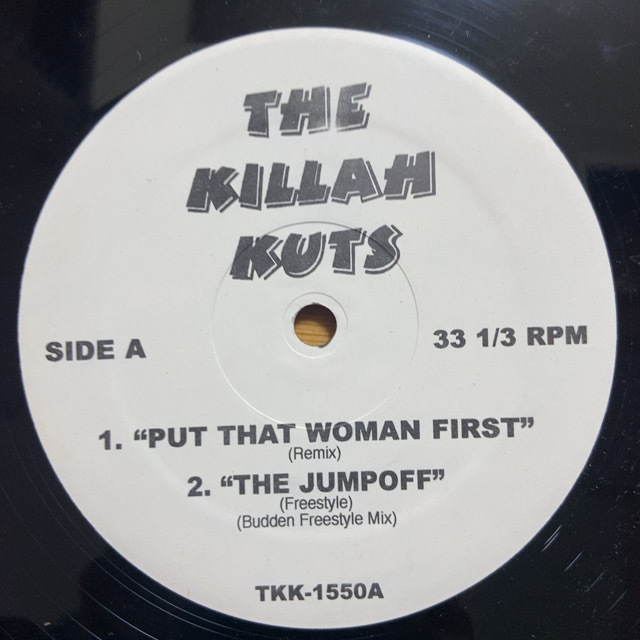 THE
KILLAH
KUTS
SIDE A
33 1/3 RPM
1. “PUT THAT WOMAN FIRST”
(Remix)
2. “THE JUMPOFF”
(Freestyle)
(Budden Freestyle Mix)
TKK-1550A